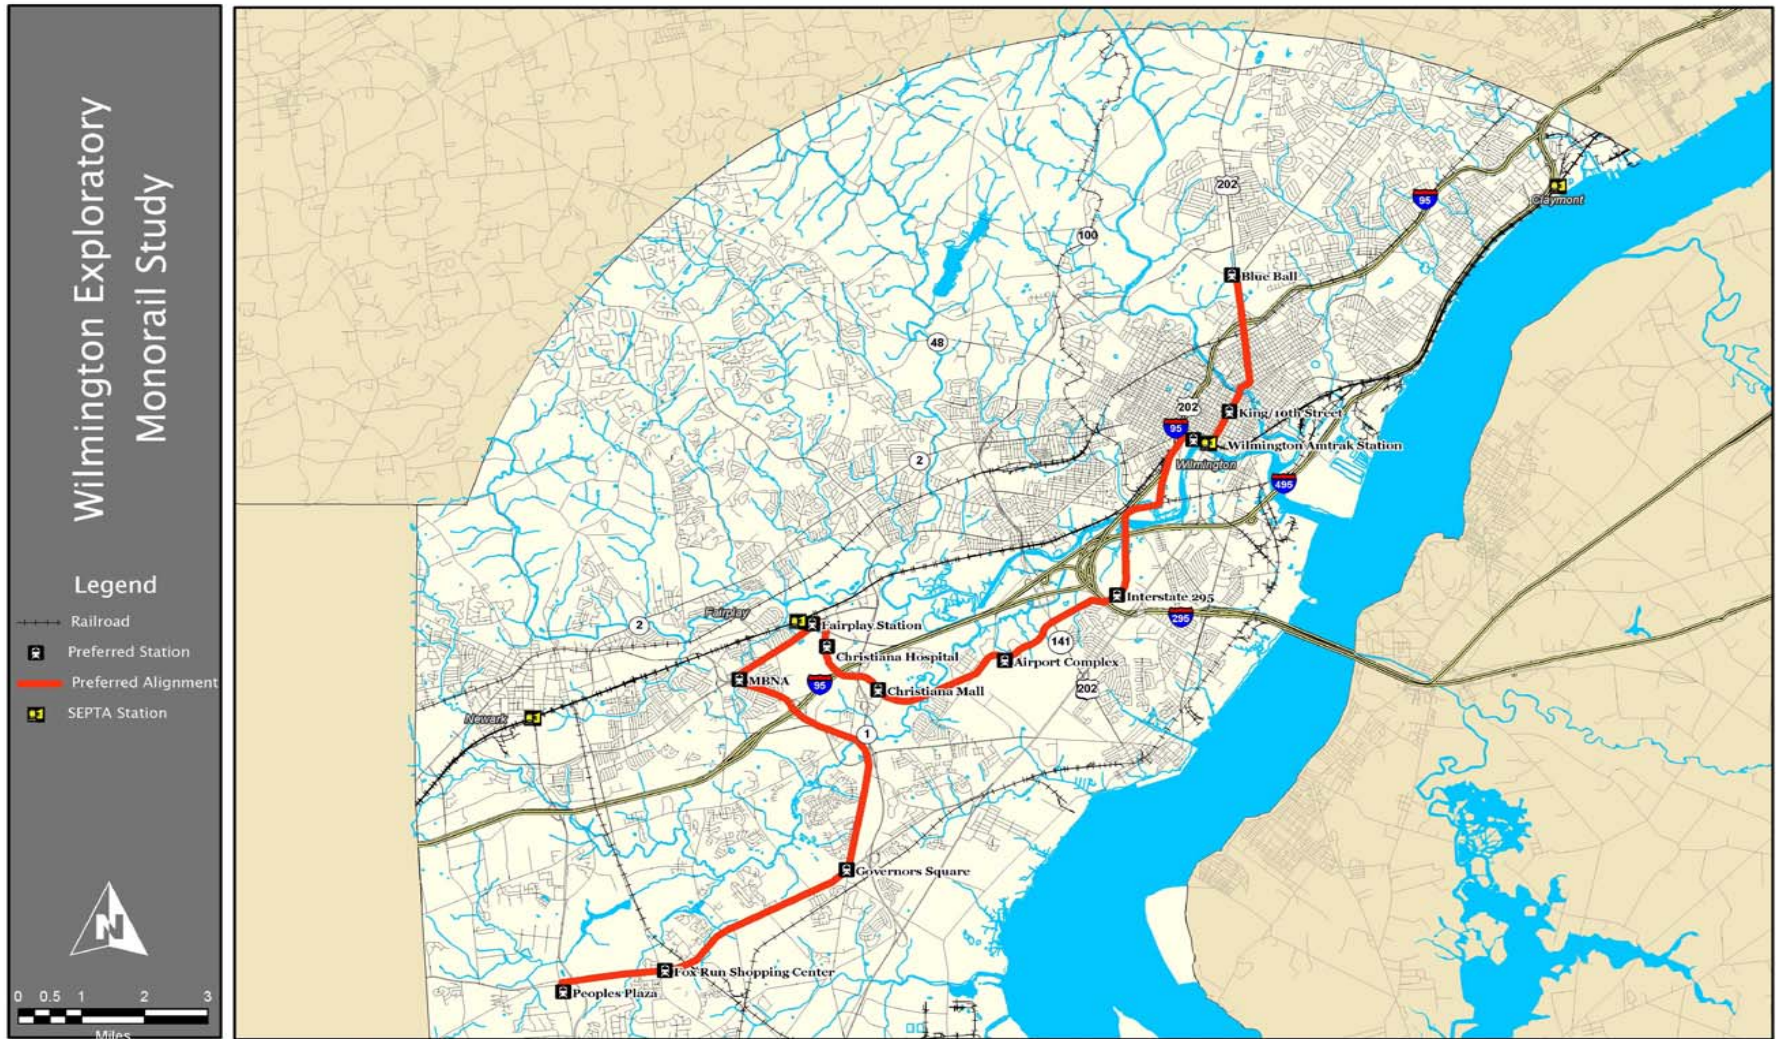 Wilmington Exploratory
Monorail Study
Legend
Railroad
Preferred Station
Preferred Alignment
SEPTA Station
N
0 0.5 1 2 3
Miles
202
95
Claymont
100
Blue Ball
48
202
King/10th Street
95
Wilmington Amtrak Station
2
Wilmington
495
Interstate 295
Fairplay
295
2
Fairplay Station
141
Christiana Hospital
Airport Complex
MBNA
95
Christiana Mall
202
Newark
1
Governors Square
Fox Run Shopping Center
Peoples Plaza